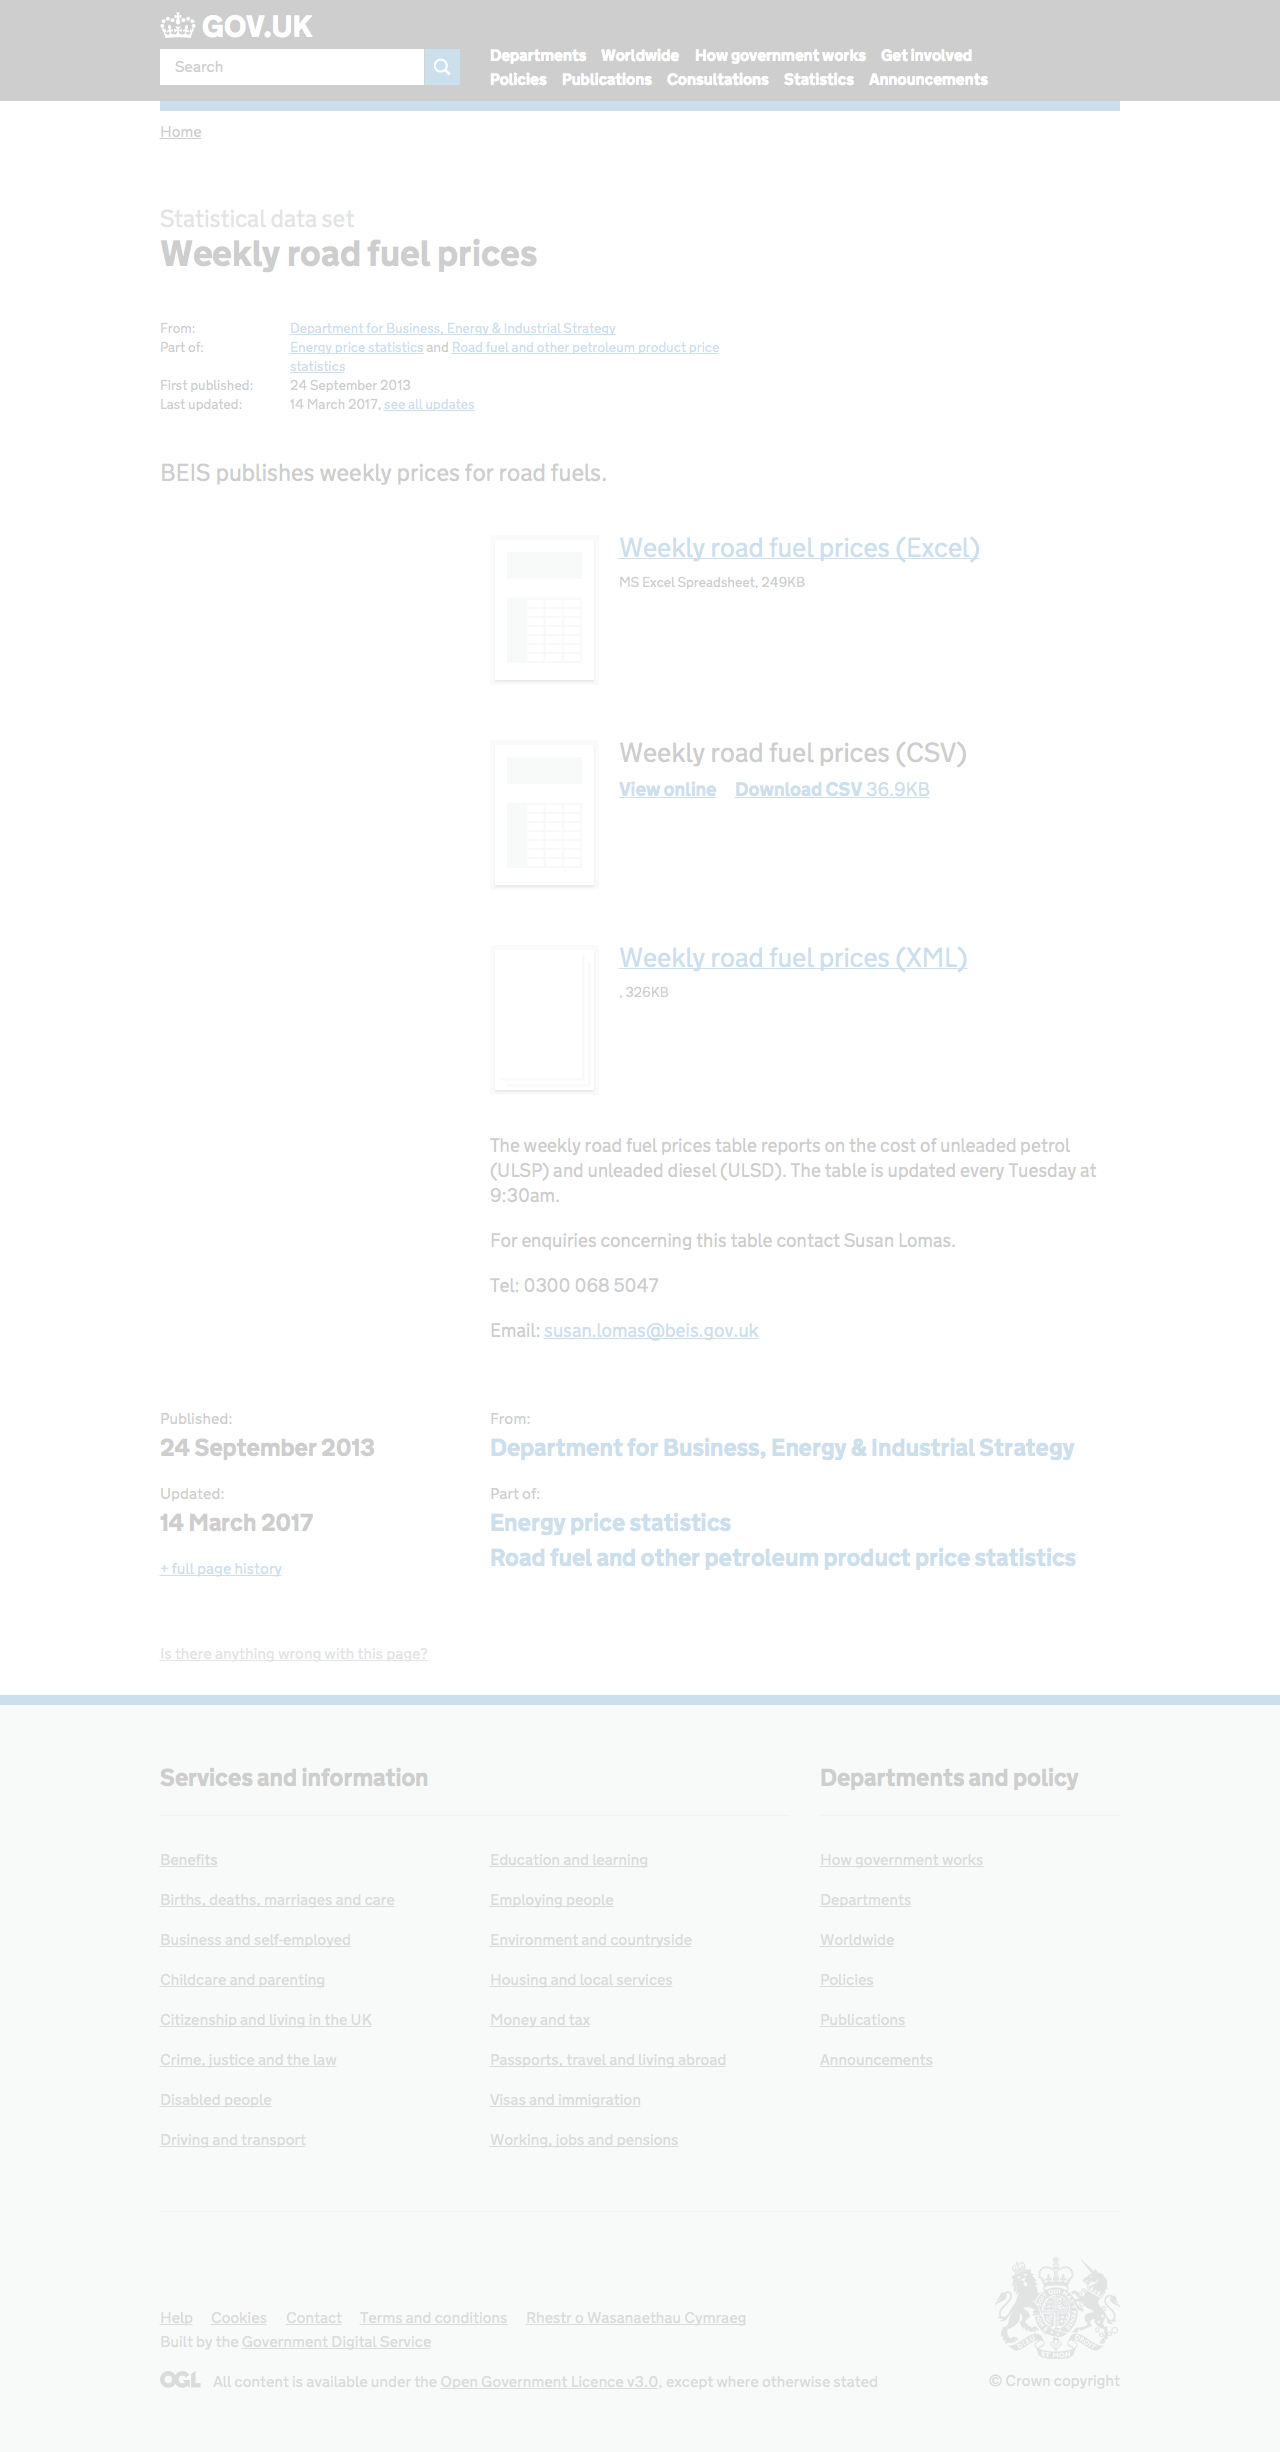 GOV.UK
Search
Departments Worldwide How government works Get involved
Policies Publications Consultations Statistics Announcements
Home
Statistical data set
Weekly road fuel prices
From: Department for Business, Energy & Industrial Strategy
Part of: Energy price statistics and Road fuel and other petroleum product price
statistics
First published: 24 September 2013
Last updated: 14 March 2017, see all updates
BEIS publishes weekly prices for road fuels.
Weekly road fuel prices (Excel)
MS Excel Spreadsheet, 249KB
Weekly road fuel prices (CSV)
View online Download CSV 36.9KB
Weekly road fuel prices (XML)
, 326KB
The weekly road fuel prices table reports on the cost of unleaded petrol
(ULSP) and unleaded diesel (ULSD). The table is updated every Tuesday at
9:30am.
For enquiries concerning this table contact Susan Lomas.
Tel: 0300 068 5047
Email: susan.lomas@beis.gov.uk
Published:
24 September 2013
Updated:
14 March 2017
+ full page history
From:
Department for Business, Energy & Industrial Strategy
Part of:
Energy price statistics
Road fuel and other petroleum product price statistics
Is there anything wrong with this page?
Services and information
Benefits
Births, deaths, marriages and care
Business and self-employed
Childcare and parenting
Citizenship and living in the UK
Crime, justice and the law
Disabled people
Driving and transport
Education and learning
Employing people
Environment and countryside
Housing and local services
Money and tax
Passports, travel and living abroad
Visas and immigration
Working, jobs and pensions
Departments and policy
How government works
Departments
Worldwide
Policies
Publications
Announcements
Help Cookies Contact Terms and conditions Rhestr o Wasanaethau Cymraeg
Built by the Government Digital Service
OGL All content is available under the Open Government Licence v3.0, except where otherwise stated
© Crown copyright